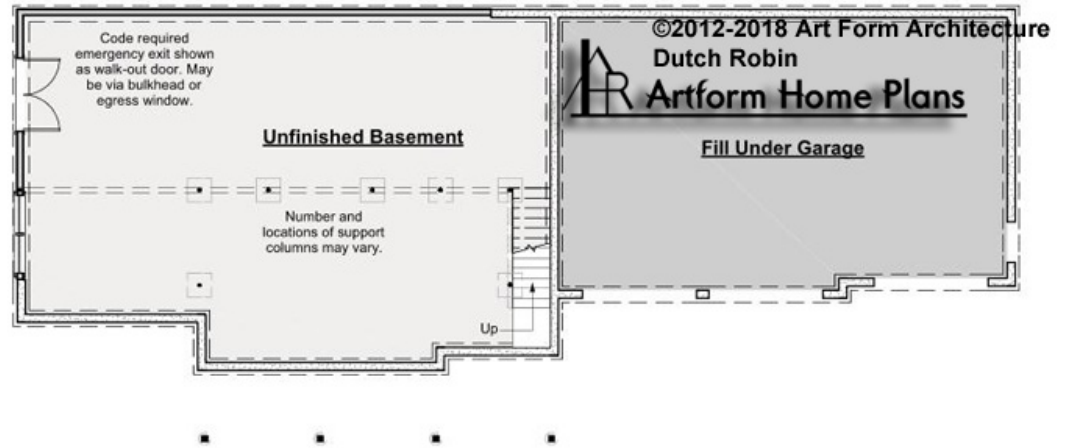 Code required
emergency exit shown
as walk-out door. May
be via bulkhead or
egress window.
©2012-2018 Art Form Architecture
Dutch Robin
AR Artform Home Plans
Unfinished Basement
Fill Under Garage
Number and
locations of support
columns may vary.
Up